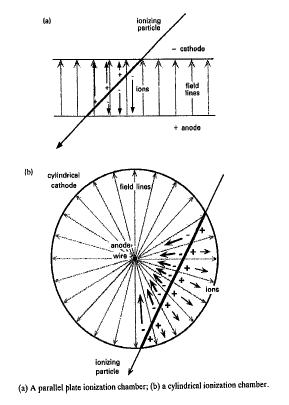 (a)
ionizing
particle
− cathode
ions
field
lines
+ anode
(b)
cylindrical
cathode
field lines
anode
wire
ions
ionizing
particle
(a) A parallel plate ionization chamber; (b) a cylindrical ionization chamber.